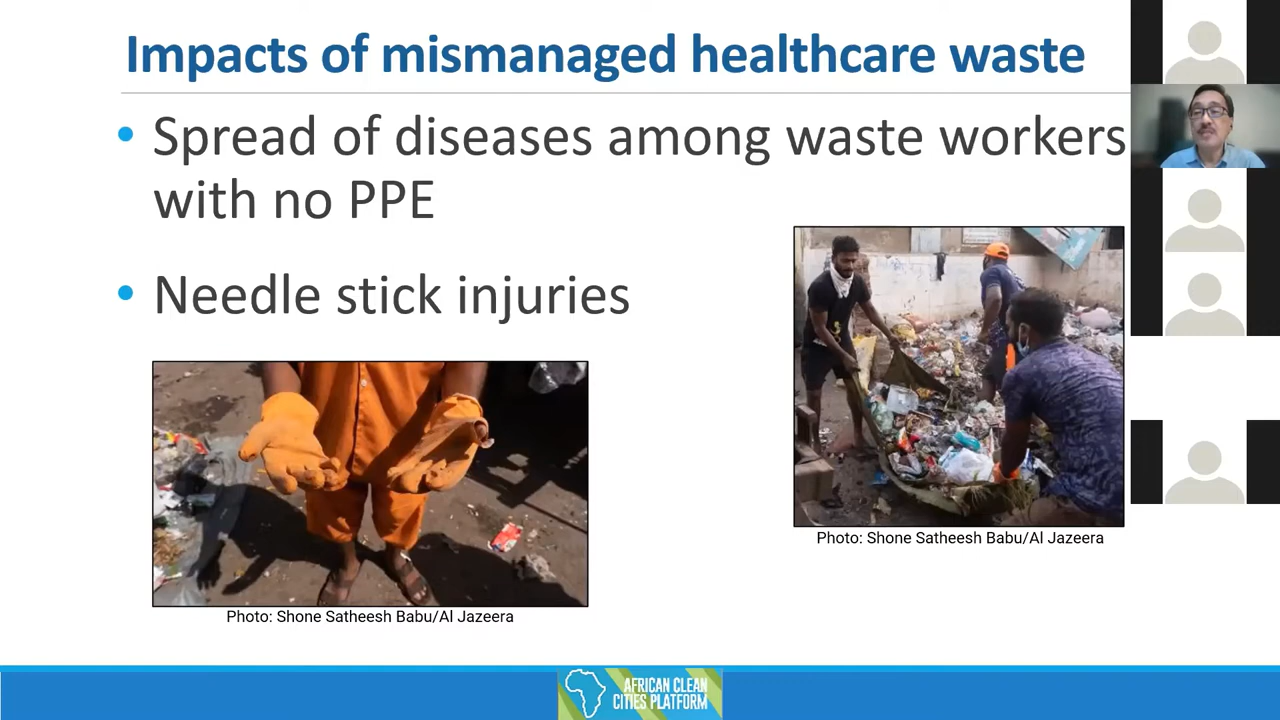 Impacts of mismanaged healthcare waste
• Spread of diseases among waste workers
with no PPE
• Needle stick injuries
Photo: Shone Satheesh Babu/Al Jazeera
Photo: Shone Satheesh Babu/Al Jazeera
AFRICAN CLEAN
CITIES PLATFORM